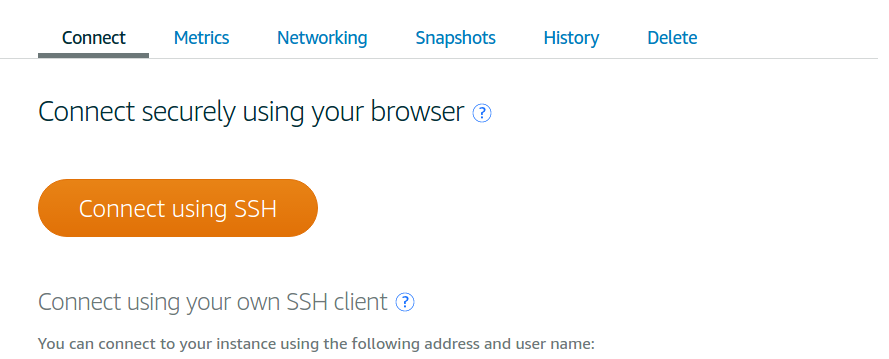 Connect Metrics Networking Snapshots History Delete
Connect securely using your browser ?
Connect using SSH
Connect using your own SSH client ?
You can connect to your instance using the following address and user name: